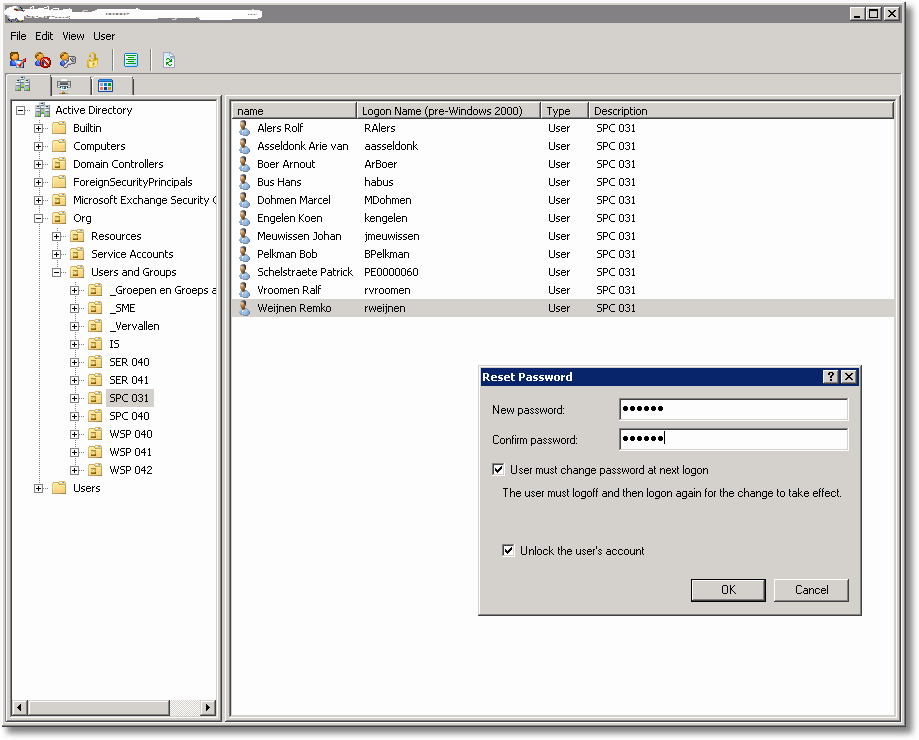 File Edit View User
Active Directory
Builtin
Computers
Domain Controllers
ForeignSecurityPrincipals
Microsoft Exchange Security
Org
Resources
Service Accounts
Users and Groups
_Groepen en Groeps
_SME
_Vervallen
IS
SER 040
SER 041
SPC 031
SPC 040
WSP 040
WSP 041
WSP 042
Users
name Logon Name (pre-Windows 2000) Type Description
Alers Rolf RAlers User SPC 031
Asseldonk Arie van aasseldonk User SPC 031
Boer Arnout ArBoer User SPC 031
Bus Hans habus User SPC 031
Dohmen Marcel MDohmen User SPC 031
Engelen Koen kengelen User SPC 031
Meuwissen Johan jmeuwissen User SPC 031
Pelkman Bob BPelkman User SPC 031
Schelstraete Patrick PE0000060 User SPC 031
Vroomen Ralf rvroomen User SPC 031
Weijnen Remko rweijnen User SPC 031
Reset Password
New password: ●●●●●●
Confirm password: ●●●●●●
User must change password at next logon
The user must logoff and then logon again for the change to take effect.
Unlock the user's account
OK Cancel